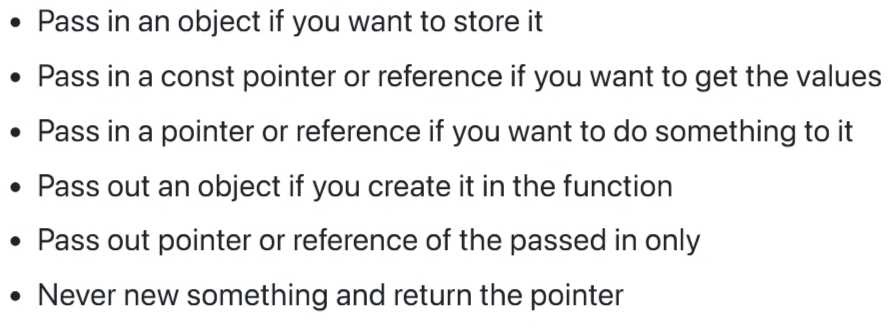 • Pass in an object if you want to store it
• Pass in a const pointer or reference if you want to get the values
• Pass in a pointer or reference if you want to do something to it
• Pass out an object if you create it in the function
• Pass out pointer or reference of the passed in only
• Never new something and return the pointer